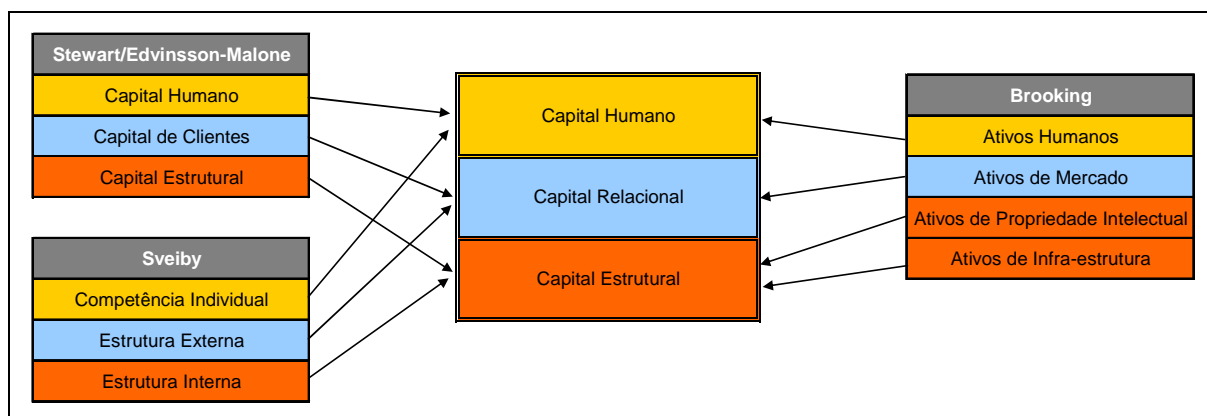 Stewart/Edvinsson-Malone
Capital Humano
Capital de Clientes
Capital Estrutural
Sveiby
Competência Individual
Estrutura Externa
Estrutura Interna
Capital Humano
Capital Relacional
Capital Estrutural
Brooking
Ativos Humanos
Ativos de Mercado
Ativos de Propriedade Intelectual
Ativos de Infra-estrutura